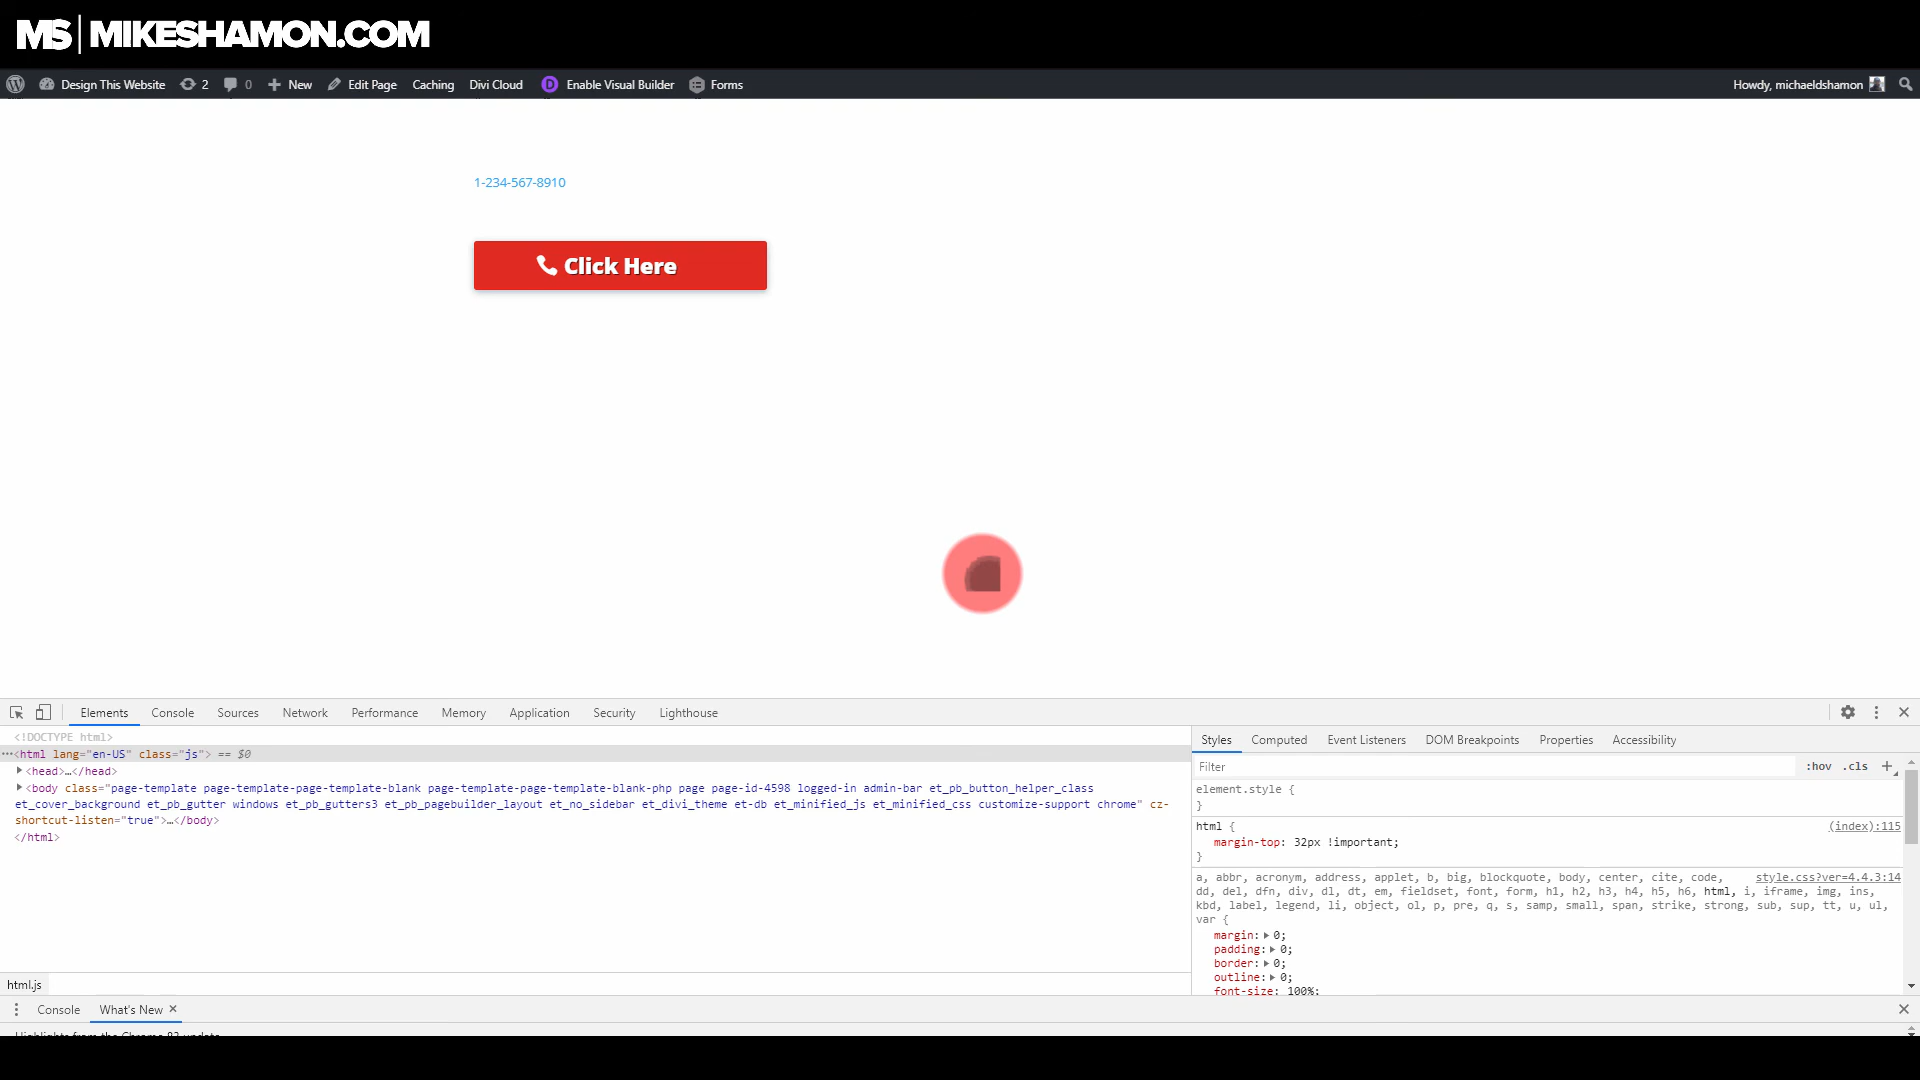 MS | MIKESHAMON.COM
Design This Website 2 0 New Edit Page Caching Divi Cloud D Enable Visual Builder Forms Howdy, michaeldshamon
1-234-567-8910
Click Here
Elements Console Sources Network Performance Memory Application Security Lighthouse
<!DOCTYPE html>
···<html lang="en-US" class="js"> == $0
<head>…</head>
<body class="page-template page-template-page-template-blank page-template-page-template-blank-php page page-id-4598 logged-in admin-bar et_pb_button_helper_class
et_cover_background et_pb_gutter windows et_pb_gutters3 et_pb_pagebuilder_layout et_no_sidebar et_divi_theme et-db et_minified_js et_minified_css customize-support chrome" cz-
shortcut-listen="true">…</body>
</html>
html.js
Styles Computed Event Listeners DOM Breakpoints Properties Accessibility
Filter :hov .cls +
element.style {
}
html { (index):115
margin-top: 32px !important;
}
a, abbr, acronym, address, applet, b, big, blockquote, body, center, cite, code, style.css?ver=4.4.3:14
dd, del, dfn, div, dl, dt, em, fieldset, font, form, h1, h2, h3, h4, h5, h6, html, i, iframe, img, ins,
kbd, label, legend, li, object, ol, p, pre, q, s, samp, small, span, strike, strong, sub, sup, tt, u, ul,
var {
margin: 0;
padding: 0;
border: 0;
outline: 0;
font-size: 100%;
Console What's New
Highlights from the Chrome 83 update